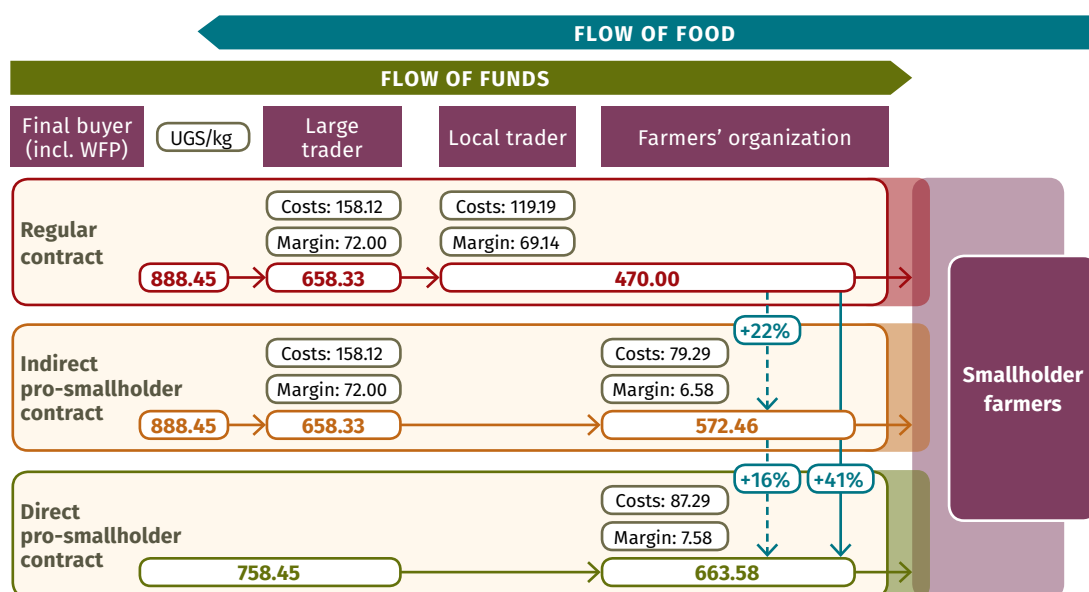 FLOW OF FOOD
FLOW OF FUNDS
Final buyer
(incl. WFP)
UGS/kg
Large
trader
Local trader
Farmers' organization
Regular
contract
Costs: 158.12
Margin: 72.00
Costs: 119.19
Margin: 69.14
888.45
658.33
470.00
+22%
Indirect
pro-smallholder
contract
Costs: 158.12
Margin: 72.00
Costs: 79.29
Margin: 6.58
888.45
658.33
572.46
+16%
+41%
Direct
pro-smallholder
contract
Costs: 87.29
Margin: 7.58
758.45
663.58
Smallholder
farmers